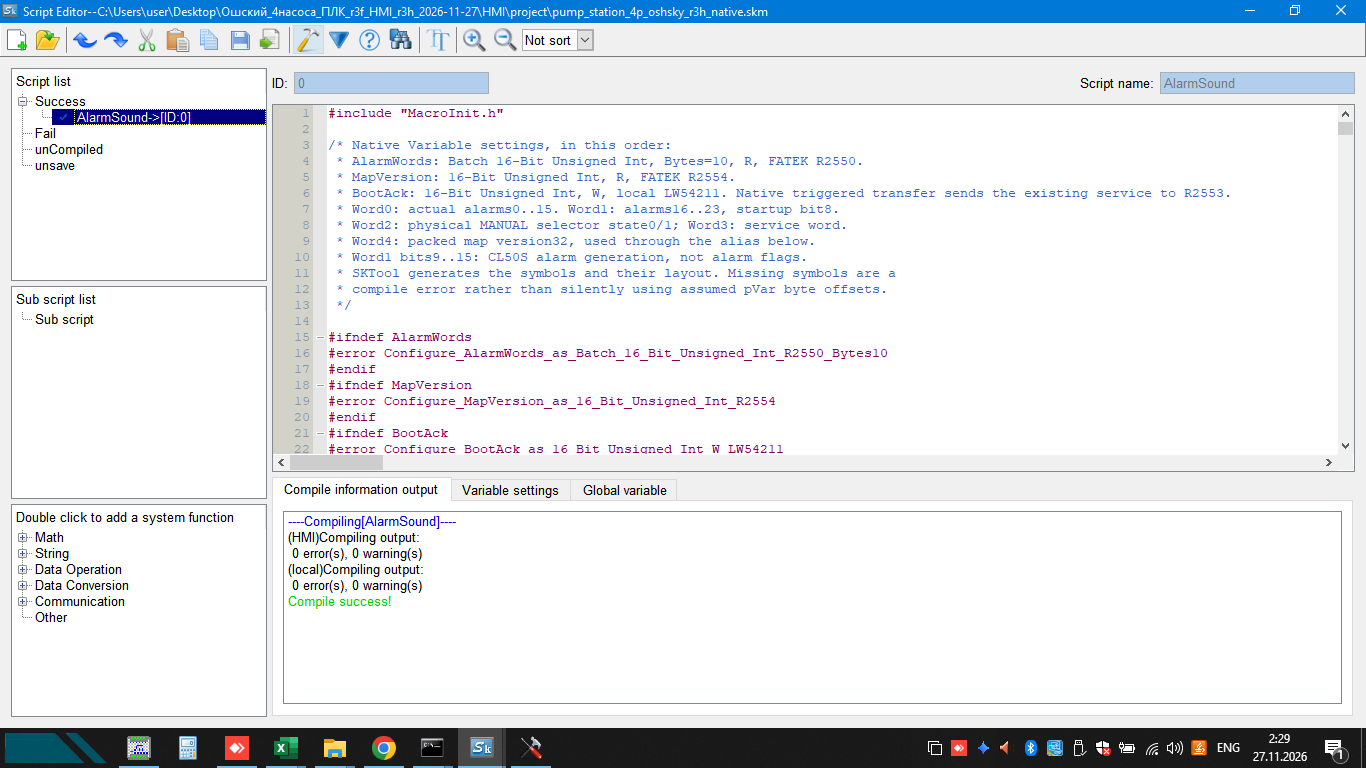 Script Editor--C:\Users\user\Desktop\Ошский_4насоса_ПЛК_r3f_HMI_r3h_2026-11-27\HMI\project\pump_station_4p_oshsky_r3h_native.skm
Not sort
Script list
Success
AlarmSound->[ID:0]
Fail
unCompiled
unsave
Sub script list
Sub script
Double click to add a system function
Math
String
Data Operation
Data Conversion
Communication
Other
ID: 0
Script name: AlarmSound
1 #include "MacroInit.h"
2
3 /* Native Variable settings, in this order:
4 * AlarmWords: Batch 16-Bit Unsigned Int, Bytes=10, R, FATEK R2550.
5 * MapVersion: 16-Bit Unsigned Int, R, FATEK R2554.
6 * BootAck: 16-Bit Unsigned Int, W, local LW54211. Native triggered transfer sends the existing service to R2553.
7 * Word0: actual alarms0..15. Word1: alarms16..23, startup bit8.
8 * Word2: physical MANUAL selector state0/1; Word3: service word.
9 * Word4: packed map version32, used through the alias below.
10 * Word1 bits9..15: CL50S alarm generation, not alarm flags.
11 * SKTool generates the symbols and their layout. Missing symbols are a
12 * compile error rather than silently using assumed pVar byte offsets.
13 */
14
15 #ifndef AlarmWords
16 #error Configure_AlarmWords_as_Batch_16_Bit_Unsigned_Int_R2550_Bytes10
17 #endif
18 #ifndef MapVersion
19 #error Configure_MapVersion_as_16_Bit_Unsigned_Int_R2554
20 #endif
21 #ifndef BootAck
22 #error Configure_BootAck_as_16_Bit_Unsigned_Int_W_LW54211
Compile information output
Variable settings
Global variable
----Compiling[AlarmSound]----
(HMI)Compiling output:
0 error(s), 0 warning(s)
(local)Compiling output:
0 error(s), 0 warning(s)
Compile success!
ENG
2:29
27.11.2026
1